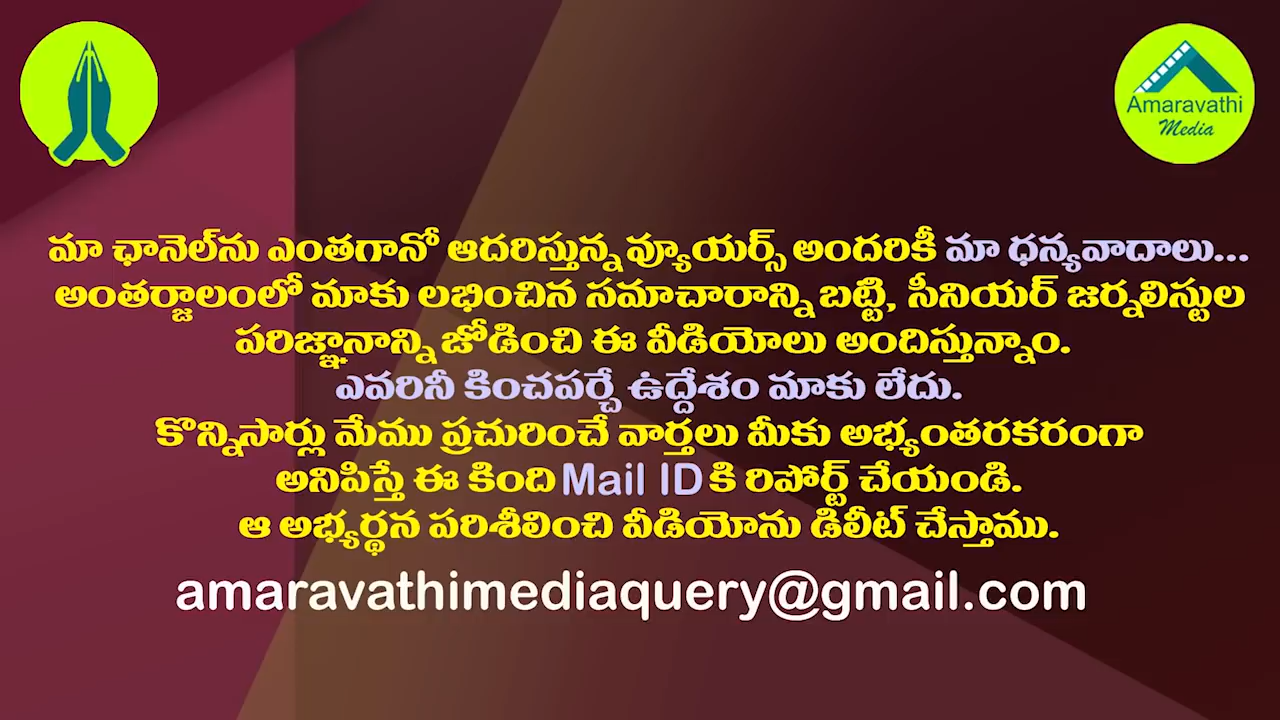 Amaravathi
Media
మా ఛానెల్‌ను ఎంతగానో ఆదరిస్తున్న వ్యూయర్స్ అందరికీ మా ధన్యవాదాలు...
అంతర్జాలంలో మాకు లభించిన సమాచారాన్ని బట్టి, సీనియర్ జర్నలిస్టుల
పరిజ్ఞానాన్ని జోడించి ఈ వీడియోలు అందిస్తున్నాం.
ఎవరినీ కించపర్చే ఉద్దేశం మాకు లేదు.
కొన్నిసార్లు మేము ప్రచురించే వార్తలు మీకు అభ్యంతరకరంగా
అనిపిస్తే ఈ కింది Mail ID కి రిపోర్ట్ చేయండి.
ఆ అభ్యర్థన పరిశీలించి వీడియోను డిలీట్ చేస్తాము.
amaravathimediaquery@gmail.com